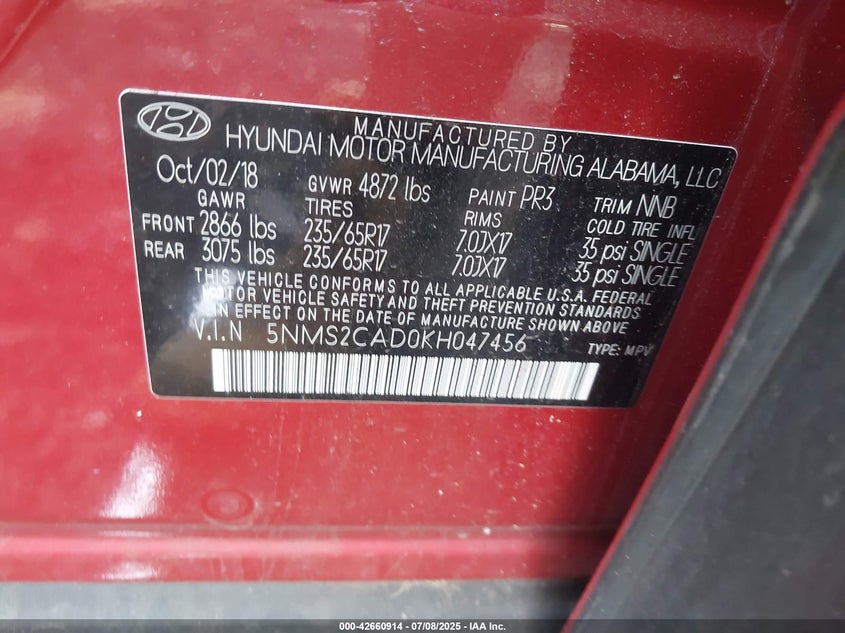 MANUFACTURED BY
HYUNDAI MOTOR MANUFACTURING ALABAMA, LLC
Oct/02/18 GVWR 4872 lbs PAINT PR3 TRIM NNB
GAWR TIRES RIMS COLD TIRE INFL
FRONT 2866 lbs 235/65R17 7.0JX17 35 psi SINGLE
REAR 3075 lbs 235/65R17 7.0JX17 35 psi SINGLE
THIS VEHICLE CONFORMS TO ALL APPLICABLE U.S.A. FEDERAL
MOTOR VEHICLE SAFETY AND THEFT PREVENTION STANDARDS
IN EFFECT ON THE DATE OF MANUFACTURE SHOWN ABOVE
V.I.N 5NMS2CAD0KH047456 TYPE: MPV
000-42660914 - 07/08/2025 - IAA Inc.